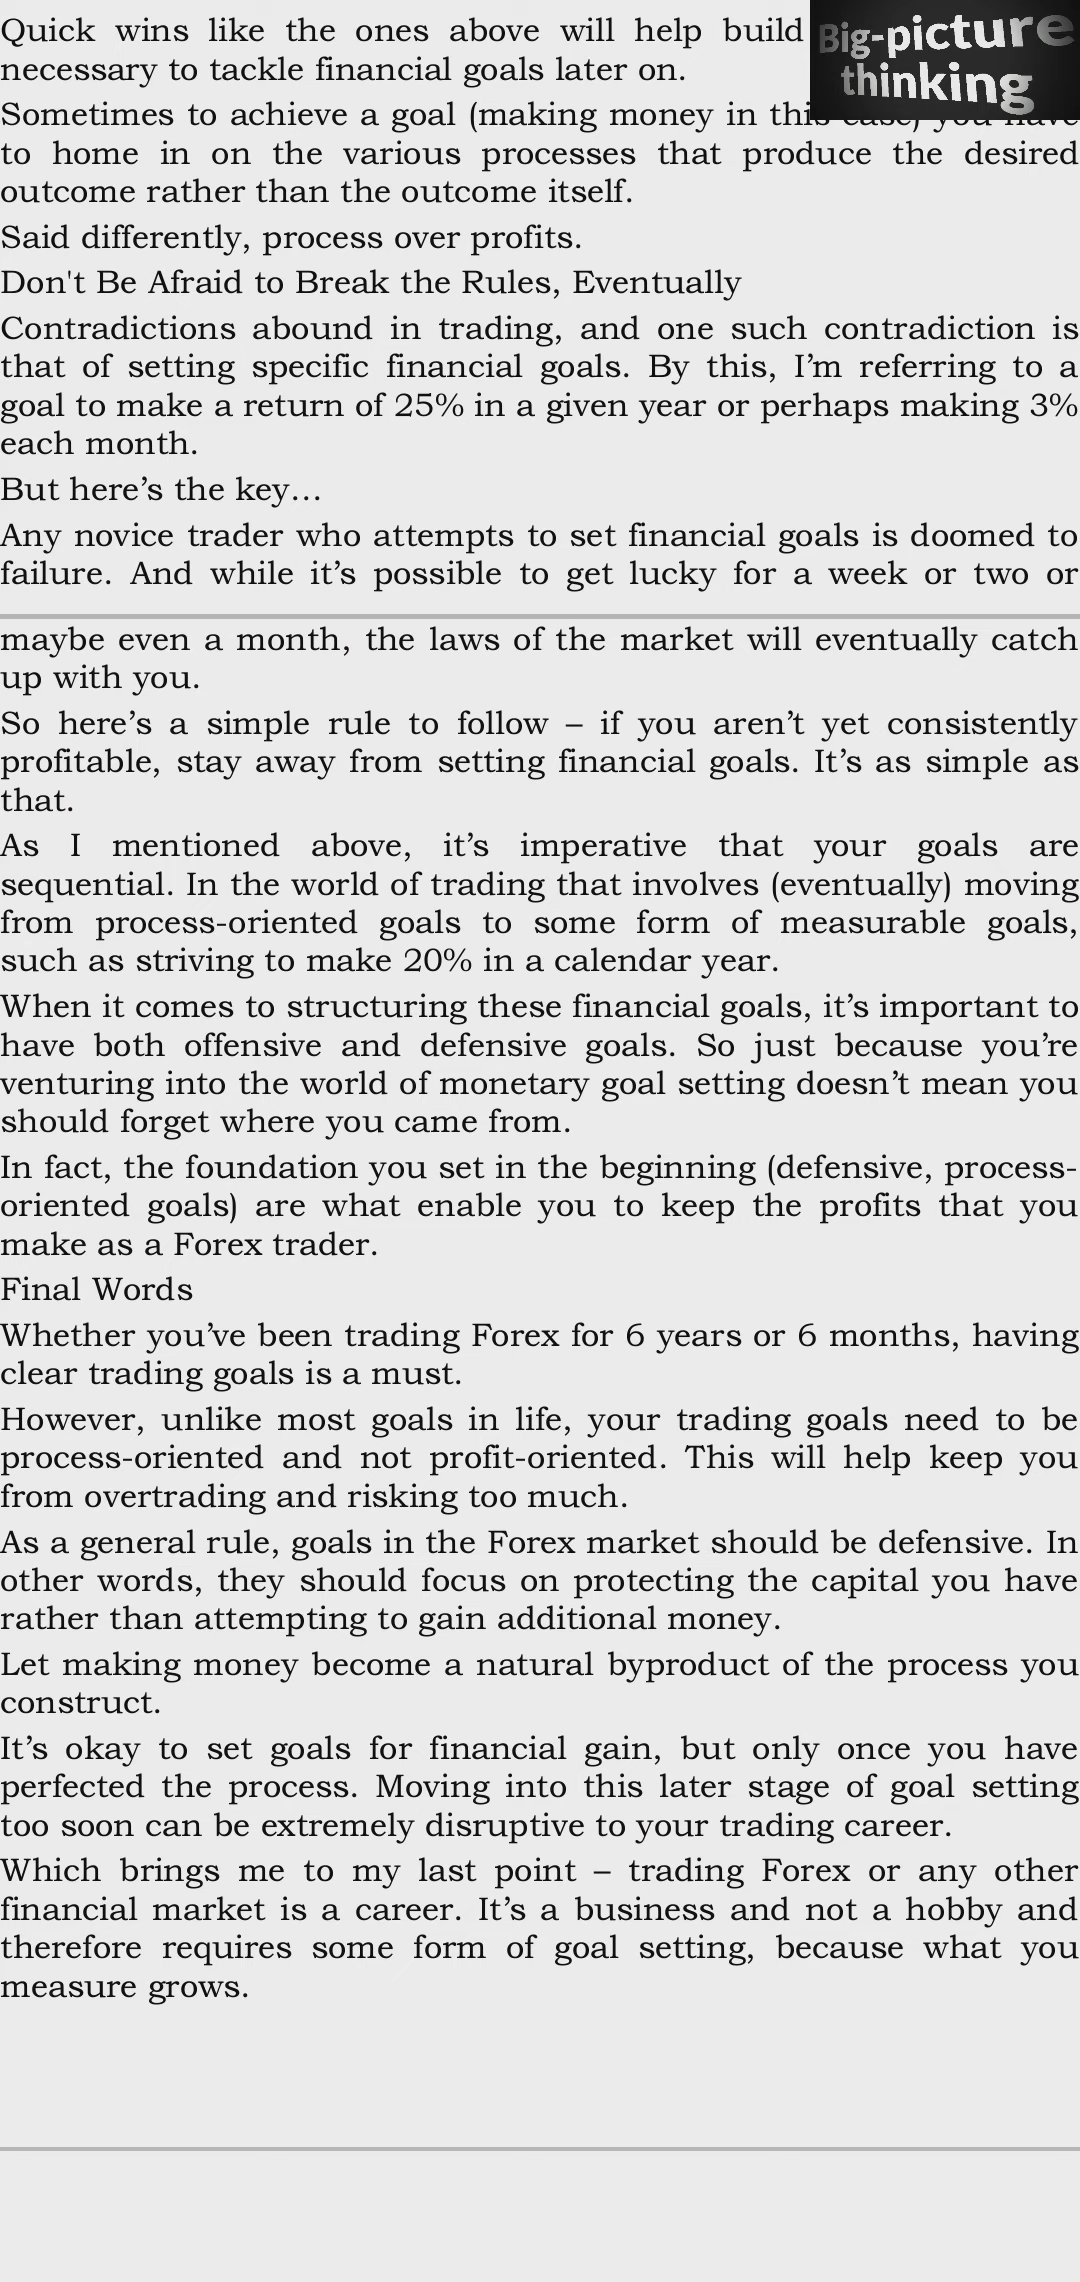 Quick wins like the ones above will help build
necessary to tackle financial goals later on.
Big-picture
thinking
Sometimes to achieve a goal (making money in this case) you have
to home in on the various processes that produce the desired
outcome rather than the outcome itself.
Said differently, process over profits.
Don't Be Afraid to Break the Rules, Eventually
Contradictions abound in trading, and one such contradiction is
that of setting specific financial goals. By this, I’m referring to a
goal to make a return of 25% in a given year or perhaps making 3%
each month.
But here’s the key…
Any novice trader who attempts to set financial goals is doomed to
failure. And while it’s possible to get lucky for a week or two or
maybe even a month, the laws of the market will eventually catch
up with you.
So here’s a simple rule to follow – if you aren’t yet consistently
profitable, stay away from setting financial goals. It’s as simple as
that.
As I mentioned above, it’s imperative that your goals are
sequential. In the world of trading that involves (eventually) moving
from process-oriented goals to some form of measurable goals,
such as striving to make 20% in a calendar year.
When it comes to structuring these financial goals, it’s important to
have both offensive and defensive goals. So just because you’re
venturing into the world of monetary goal setting doesn’t mean you
should forget where you came from.
In fact, the foundation you set in the beginning (defensive, process-
oriented goals) are what enable you to keep the profits that you
make as a Forex trader.
Final Words
Whether you’ve been trading Forex for 6 years or 6 months, having
clear trading goals is a must.
However, unlike most goals in life, your trading goals need to be
process-oriented and not profit-oriented. This will help keep you
from overtrading and risking too much.
As a general rule, goals in the Forex market should be defensive. In
other words, they should focus on protecting the capital you have
rather than attempting to gain additional money.
Let making money become a natural byproduct of the process you
construct.
It’s okay to set goals for financial gain, but only once you have
perfected the process. Moving into this later stage of goal setting
too soon can be extremely disruptive to your trading career.
Which brings me to my last point – trading Forex or any other
financial market is a career. It’s a business and not a hobby and
therefore requires some form of goal setting, because what you
measure grows.